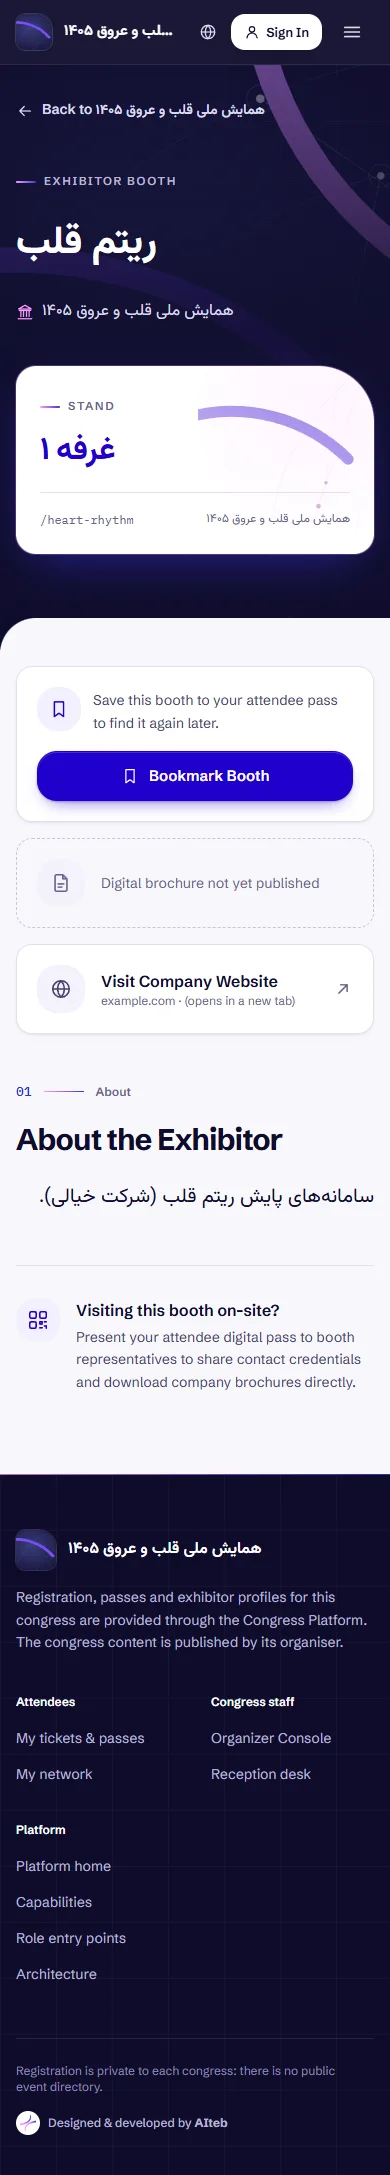 ...لب و عروق ۱۴۰۵
Sign In
Back to همایش ملی قلب و عروق ۱۴۰۵
EXHIBITOR BOOTH
ریتم قلب
همایش ملی قلب و عروق ۱۴۰۵
STAND
غرفه ۱
/heart-rhythm
همایش ملی قلب و عروق ۱۴۰۵
Save this booth to your attendee pass
to find it again later.
Bookmark Booth
Digital brochure not yet published
Visit Company Website
example.com · (opens in a new tab)
01 About
About the Exhibitor
سامانه‌های پایش ریتم قلب (شرکت خیالی).
Visiting this booth on-site?
Present your attendee digital pass to booth
representatives to share contact credentials
and download company brochures directly.
همایش ملی قلب و عروق ۱۴۰۵
Registration, passes and exhibitor profiles for this
congress are provided through the Congress Platform.
The congress content is published by its organiser.
Attendees
My tickets & passes
My network
Congress staff
Organizer Console
Reception desk
Platform
Platform home
Capabilities
Role entry points
Architecture
Registration is private to each congress: there is no public
event directory.
Designed & developed by AIteb